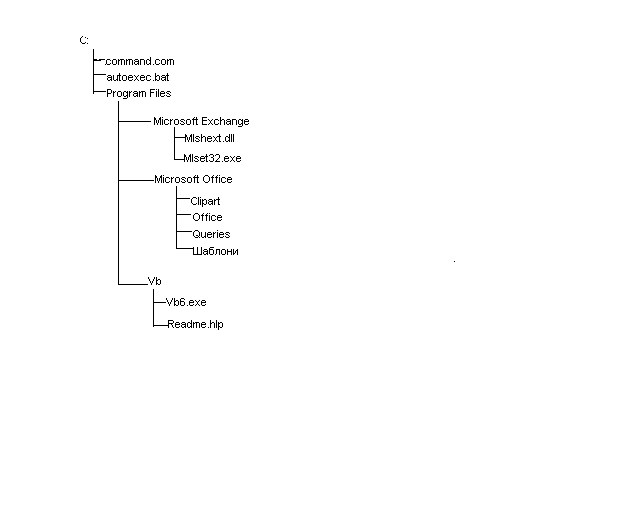 C:
command.com
autoexec.bat
Program Files
Microsoft Exchange
Mlshext.dll
Mlset32.exe
Microsoft Office
Clipart
Office
Queries
Шаблони
Vb
Vb6.exe
Readme.hlp